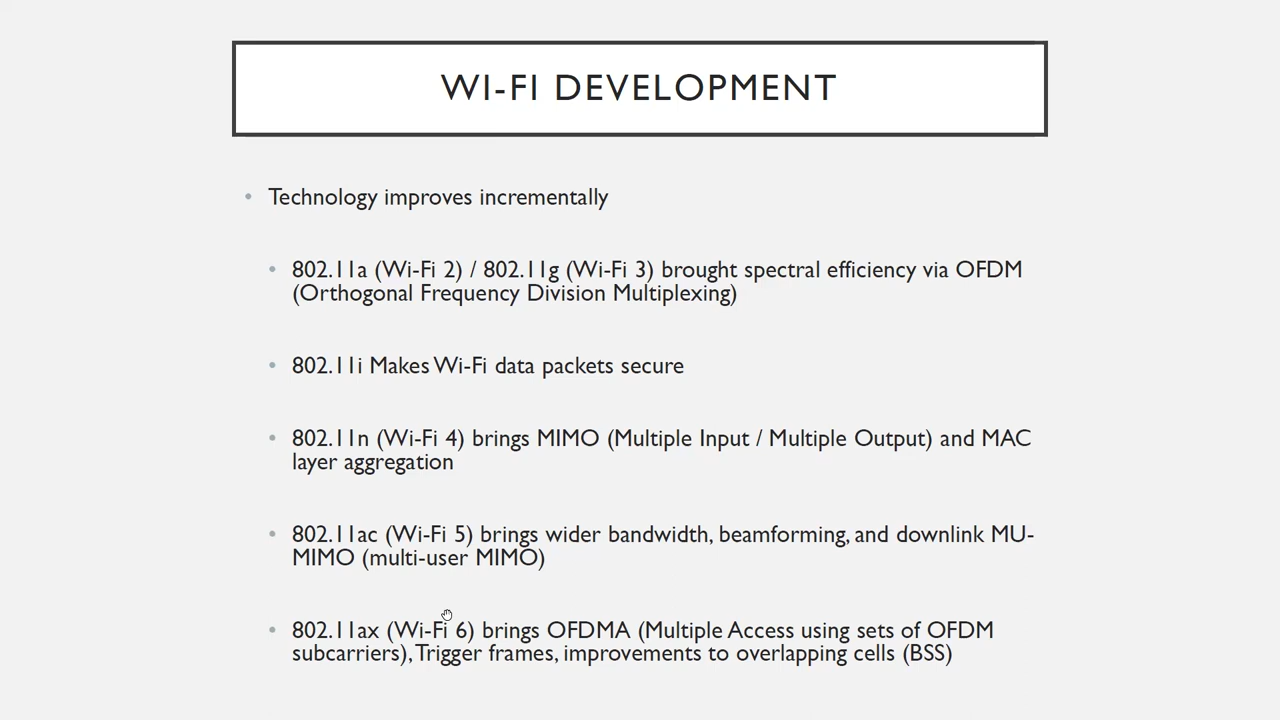 WI-FI DEVELOPMENT
• Technology improves incrementally
• 802.11a (Wi-Fi 2) / 802.11g (Wi-Fi 3) brought spectral efficiency via OFDM
(Orthogonal Frequency Division Multiplexing)
• 802.11i Makes Wi-Fi data packets secure
• 802.11n (Wi-Fi 4) brings MIMO (Multiple Input / Multiple Output) and MAC
layer aggregation
• 802.11ac (Wi-Fi 5) brings wider bandwidth, beamforming, and downlink MU-
MIMO (multi-user MIMO)
• 802.11ax (Wi-Fi 6) brings OFDMA (Multiple Access using sets of OFDM
subcarriers), Trigger frames, improvements to overlapping cells (BSS)